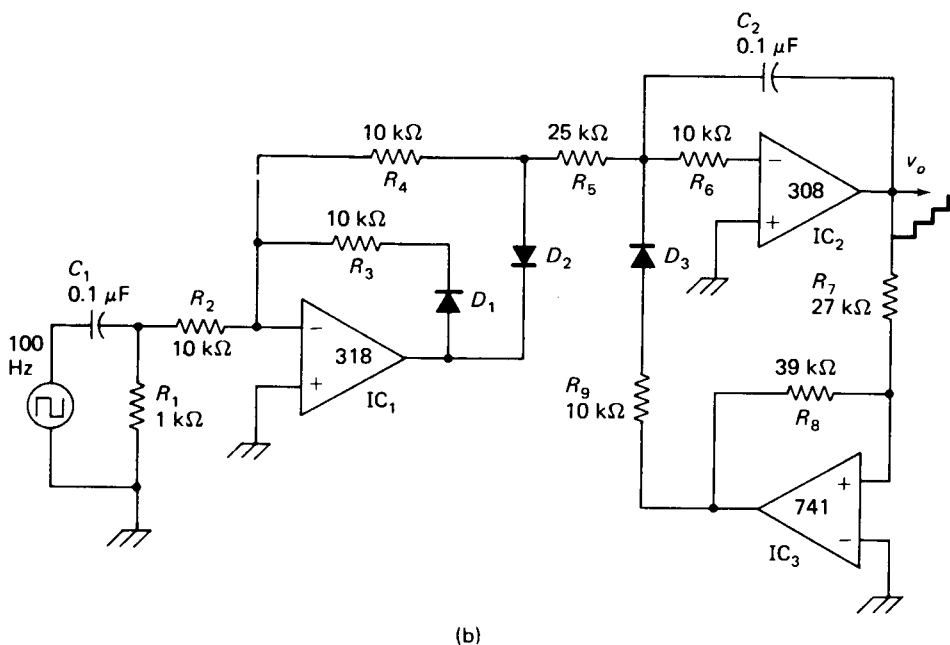 C2
0.1 µF
10 kΩ
R4
25 kΩ
R5
10 kΩ
R6
−
308
+
IC2
vo
10 kΩ
R3
D1
D2
D3
R7
27 kΩ
C1
0.1 µF
R2
10 kΩ
−
318
+
IC1
100
Hz
R1
1 kΩ
R9
10 kΩ
39 kΩ
R8
+
741
−
IC3
(b)